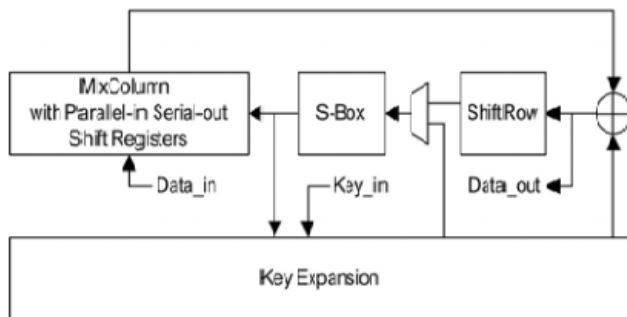 MixColumn
with Parallel-in Serial-out
Shift Registers
S-Box
ShiftRow
Data_in
Key_in
Data_out
Key Expansion